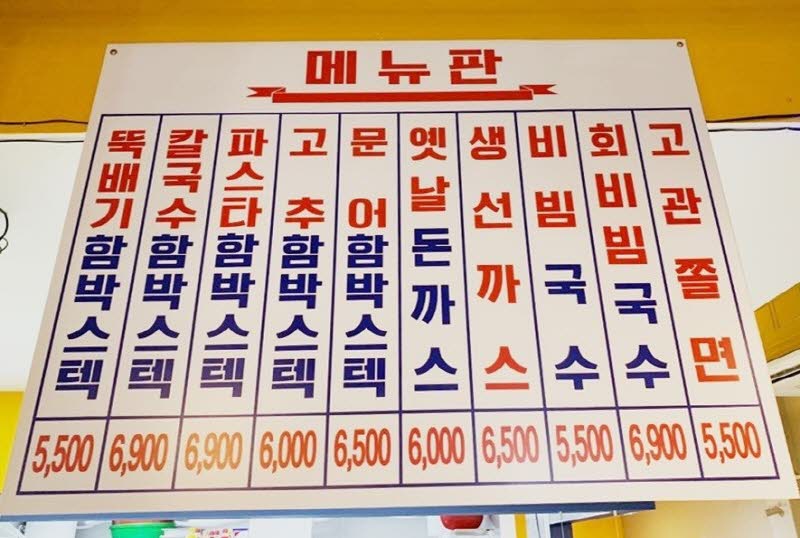 메뉴판
뚝배기함박스텍
칼국수함박스텍
파스타함박스텍
고추함박스텍
문어함박스텍
옛날돈까스
생선까스
비빔국수
회비빔국수
고관쫄면
5,500
6,900
6,900
6,000
6,500
6,000
6,500
5,500
6,900
5,500